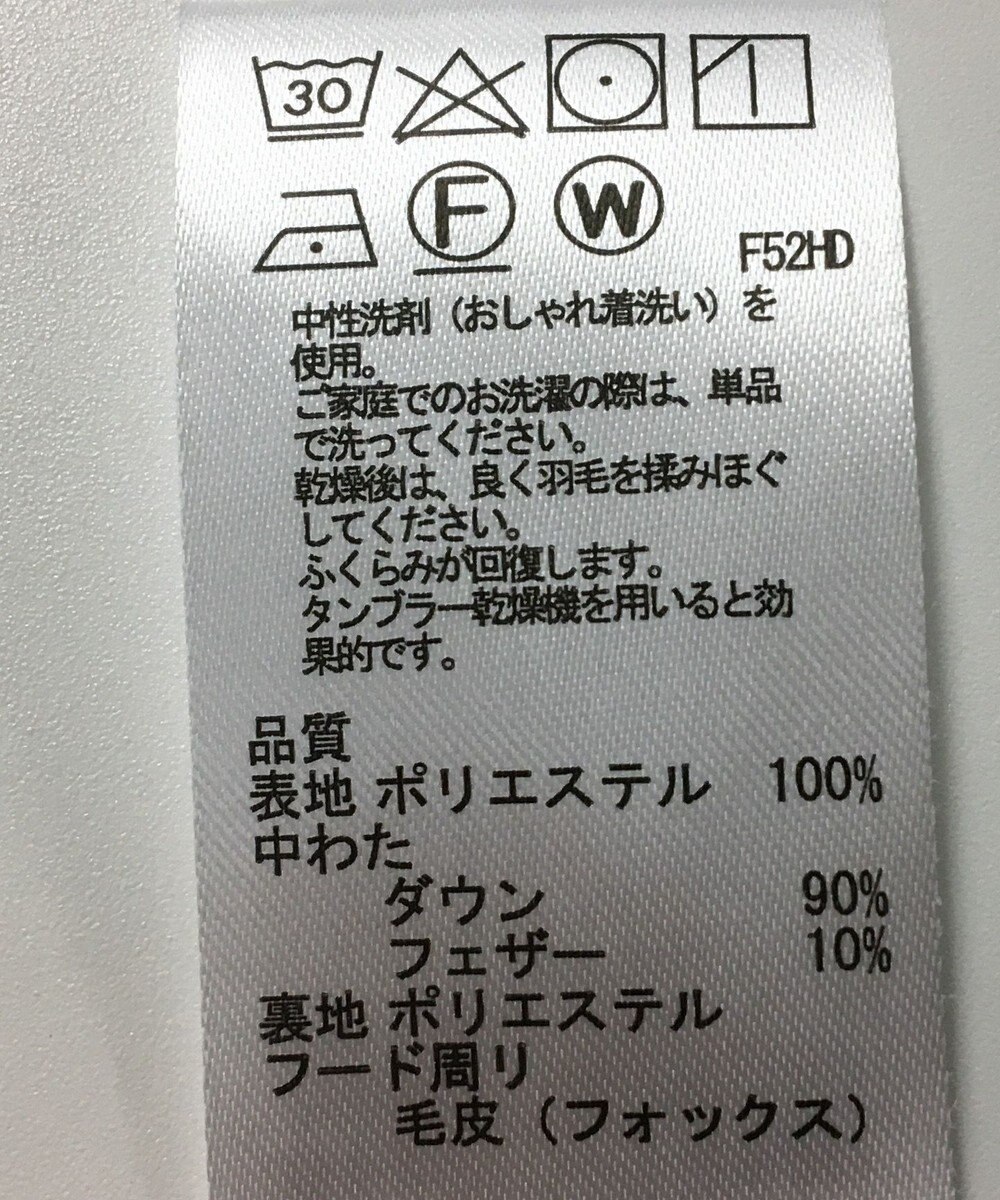 30
F W
F52HD
中性洗剤（おしゃれ着洗い）を
使用。
ご家庭でのお洗濯の際は、単品
で洗ってください。
乾燥後は、良く羽毛を揉みほぐ
してください。
ふくらみが回復します。
タンブラー乾燥機を用いると効
果的です。
品質
表地 ポリエステル 100%
中わた
ダウン 90%
フェザー 10%
裏地 ポリエステル
フード周り
毛皮（フォックス）